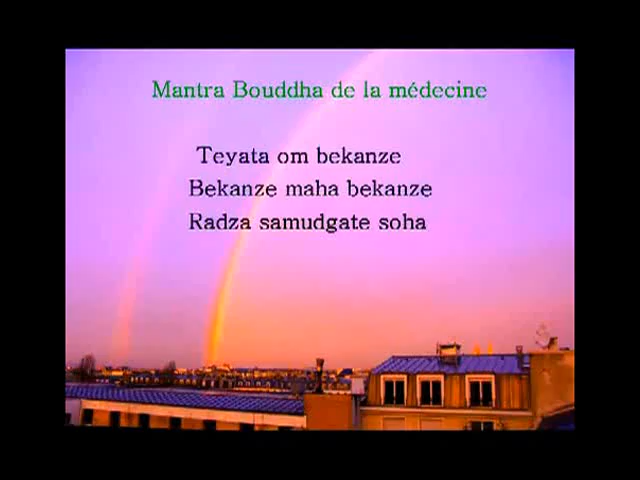 Mantra Bouddha de la médecine
Teyata om bekanze
Bekanze maha bekanze
Radza samudgate soha